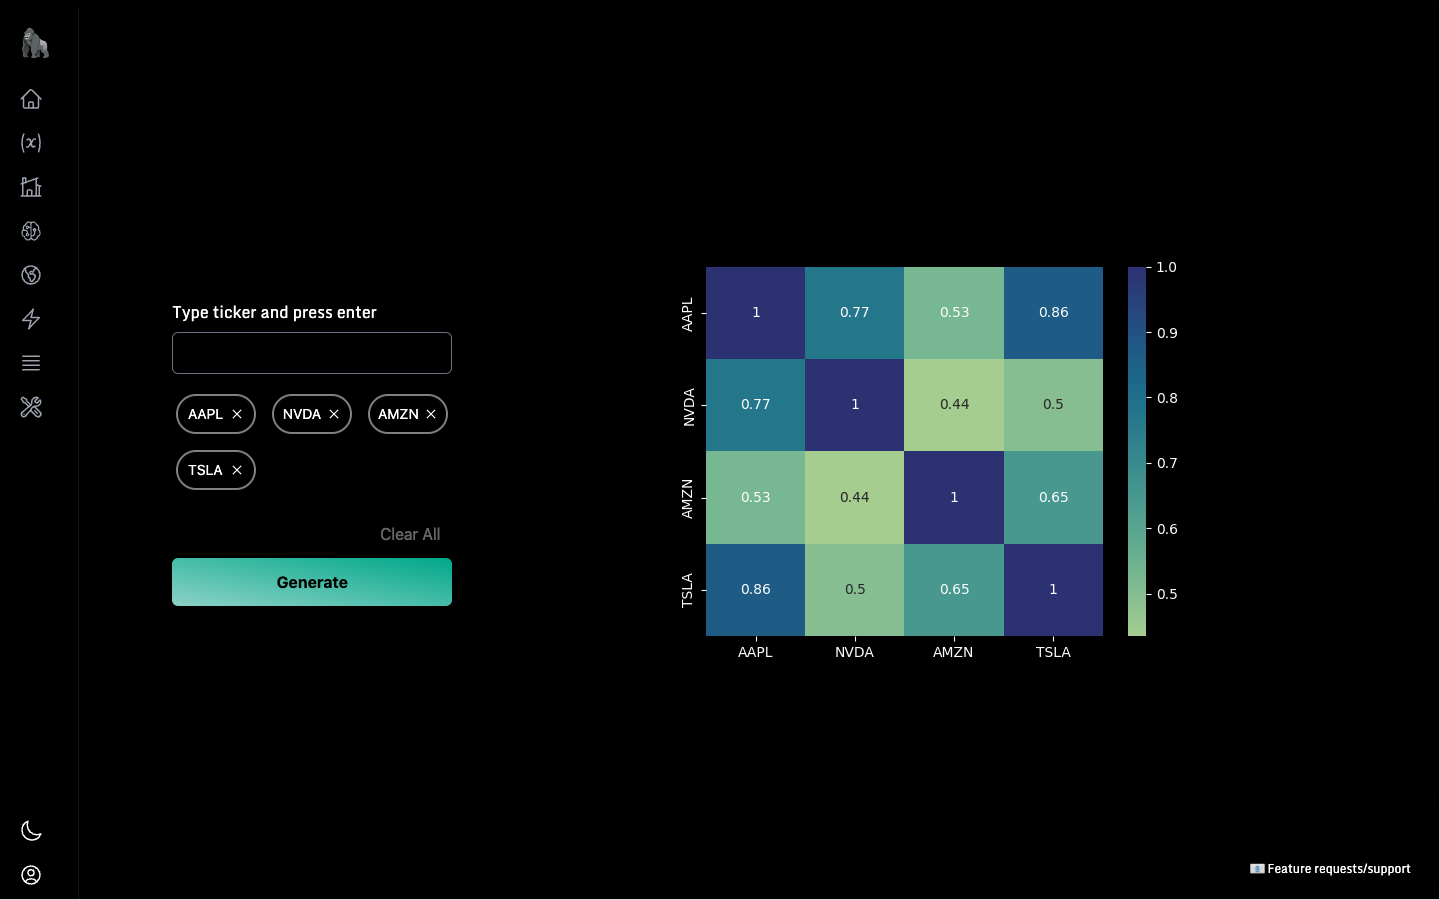 (x)
Type ticker and press enter
AAPL NVDA AMZN
TSLA
Clear All
Generate
AAPL 1 0.77 0.53 0.86
NVDA 0.77 1 0.44 0.5
AMZN 0.53 0.44 1 0.65
TSLA 0.86 0.5 0.65 1
AAPL NVDA AMZN TSLA
1.0
0.9
0.8
0.7
0.6
0.5
Feature requests/support